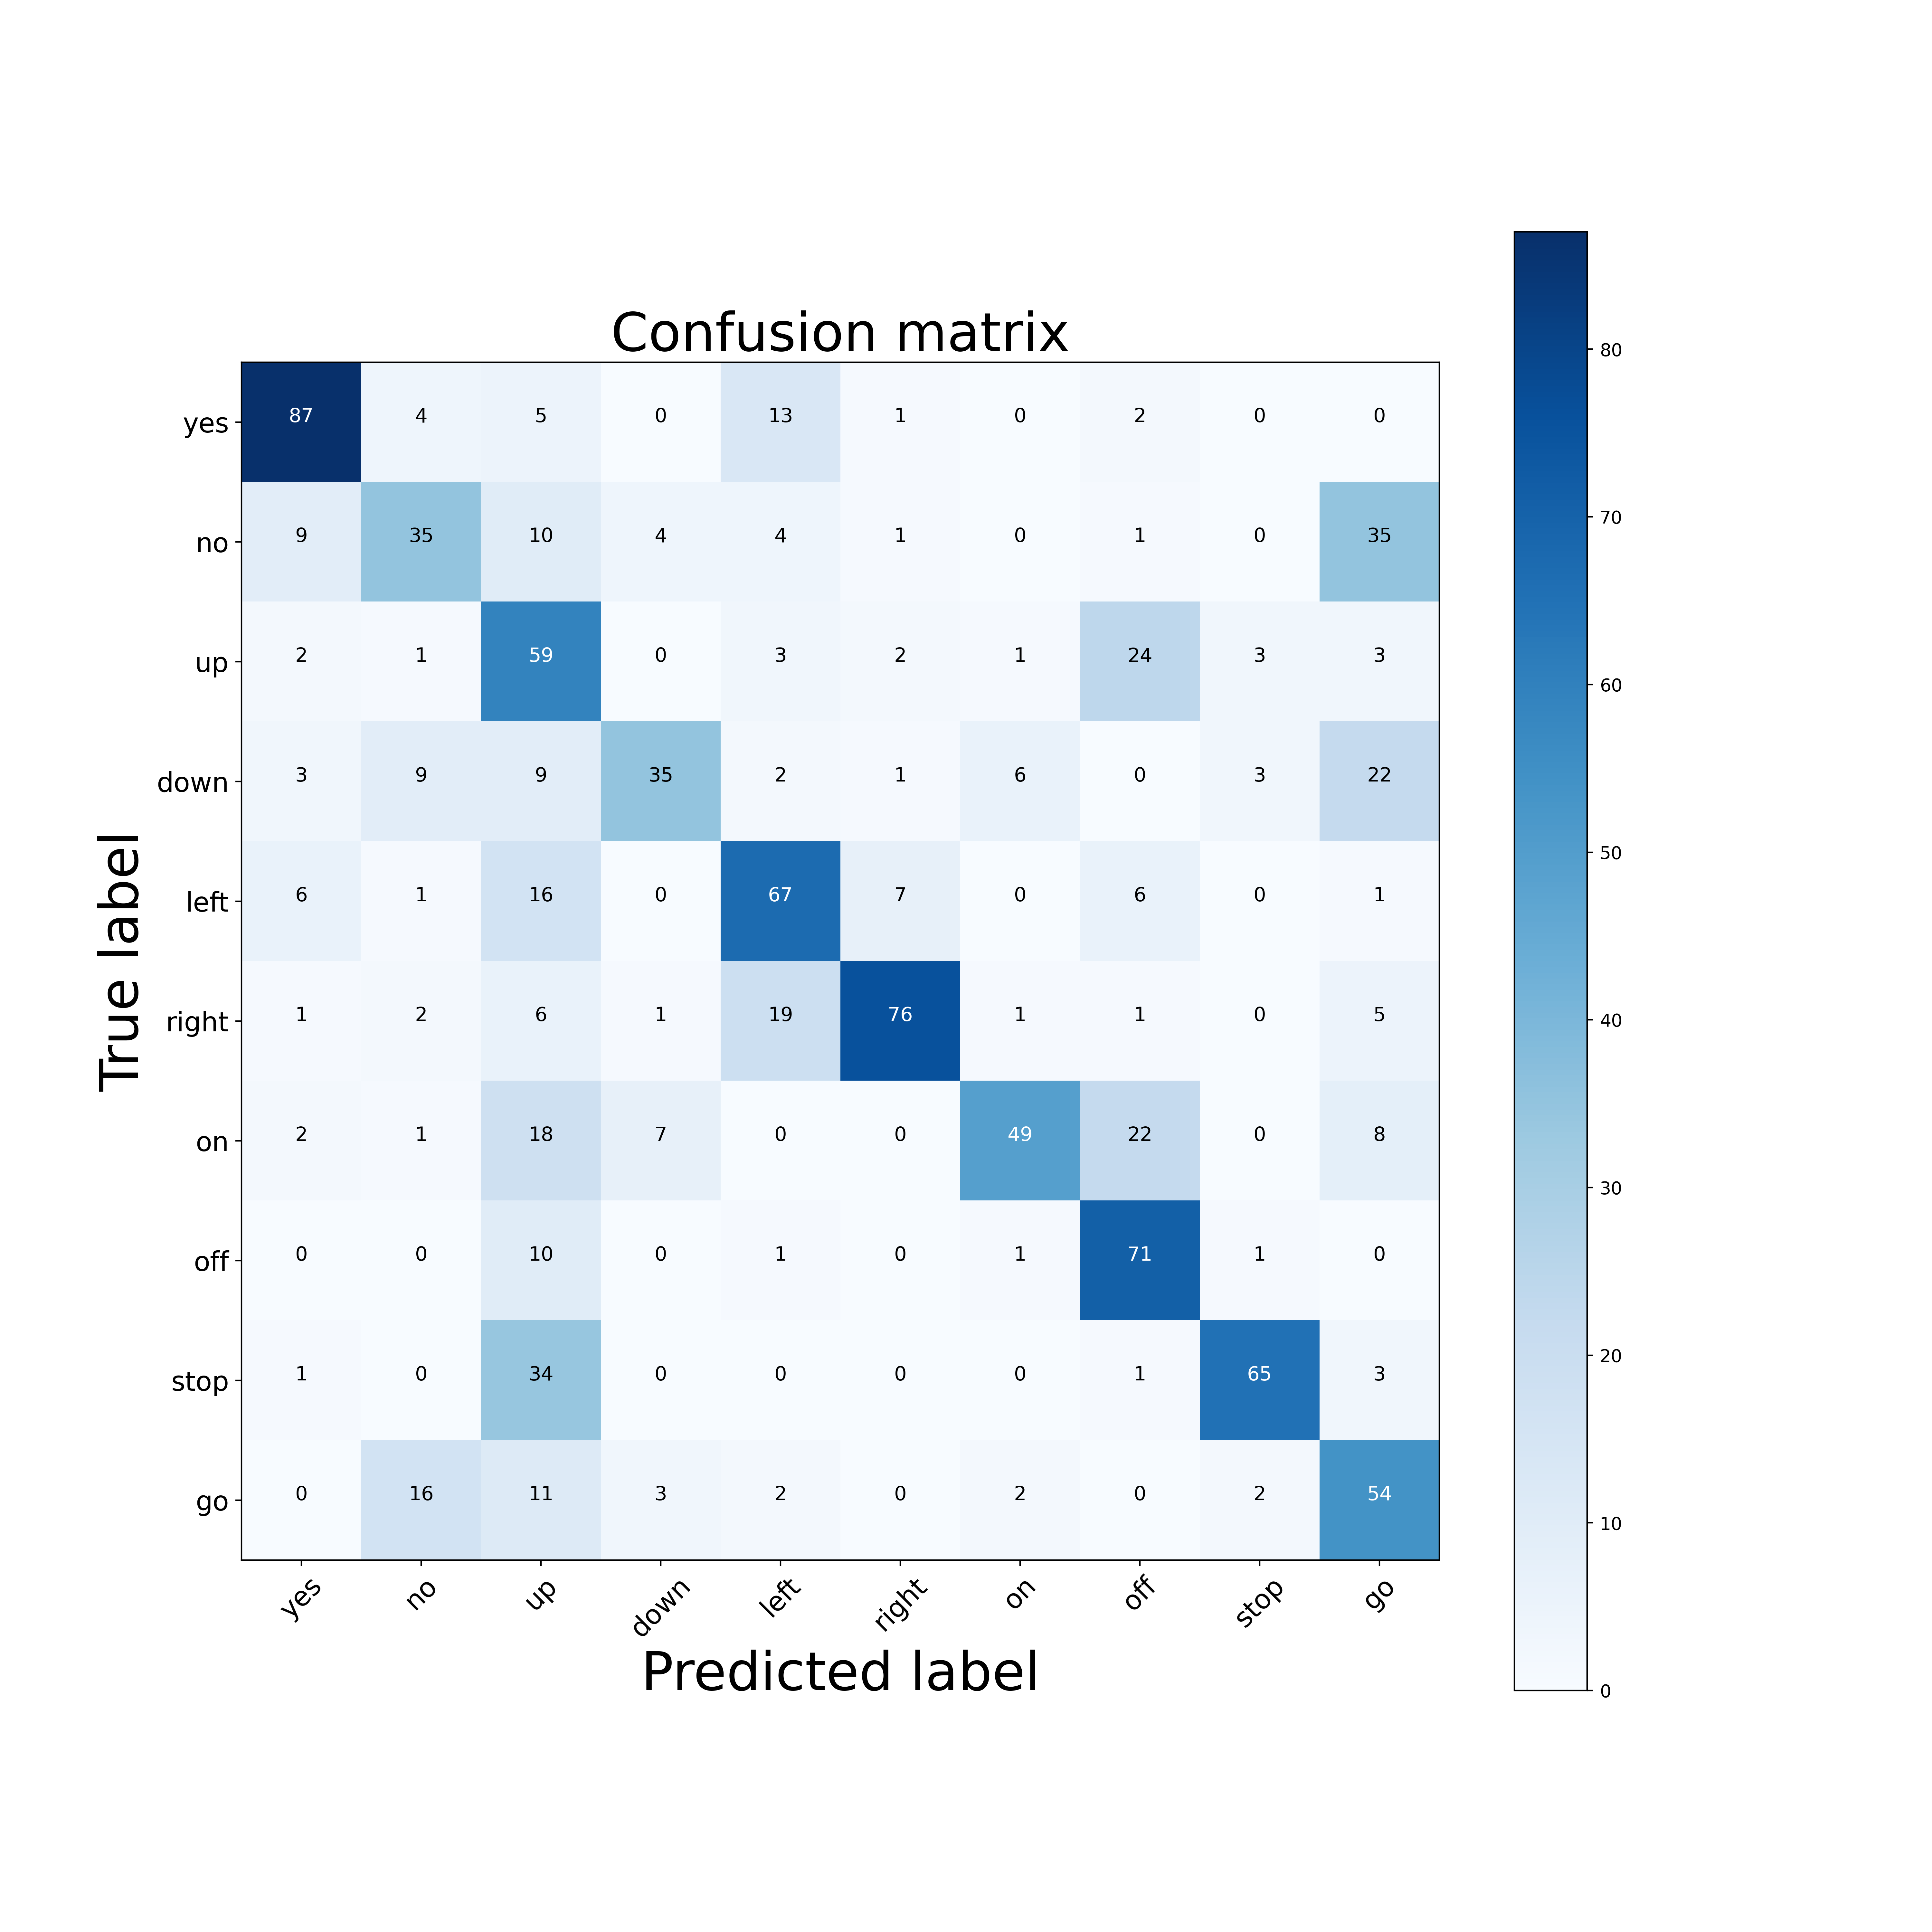 Confusion matrix
yes 87 4 5 0 13 1 0 2 0 0
no 9 35 10 4 4 1 0 1 0 35
up 2 1 59 0 3 2 1 24 3 3
down 3 9 9 35 2 1 6 0 3 22
left 6 1 16 0 67 7 0 6 0 1
right 1 2 6 1 19 76 1 1 0 5
on 2 1 18 7 0 0 49 22 0 8
off 0 0 10 0 1 0 1 71 1 0
stop 1 0 34 0 0 0 0 1 65 3
go 0 16 11 3 2 0 2 0 2 54
yes no up down left right on off stop go
Predicted label
True label
80
70
60
50
40
30
20
10
0